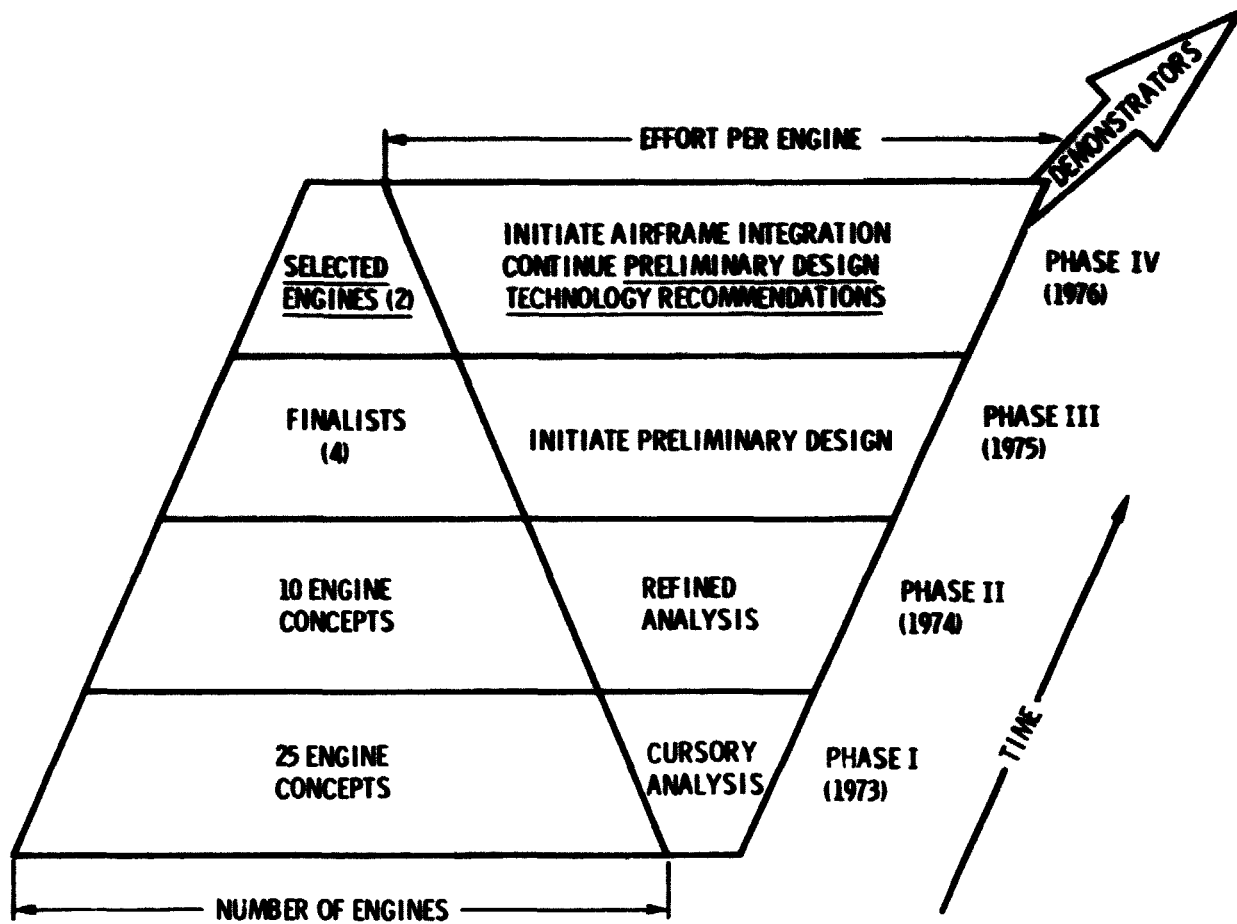 DEMONSTRATORS
EFFORT PER ENGINE
SELECTED
ENGINES (2)
INITIATE AIRFRAME INTEGRATION
CONTINUE PRELIMINARY DESIGN
TECHNOLOGY RECOMMENDATIONS
PHASE IV
(1976)
FINALISTS
(4)
INITIATE PRELIMINARY DESIGN
PHASE III
(1975)
10 ENGINE
CONCEPTS
REFINED
ANALYSIS
PHASE II
(1974)
25 ENGINE
CONCEPTS
CURSORY
ANALYSIS
PHASE I
(1973)
TIME
NUMBER OF ENGINES